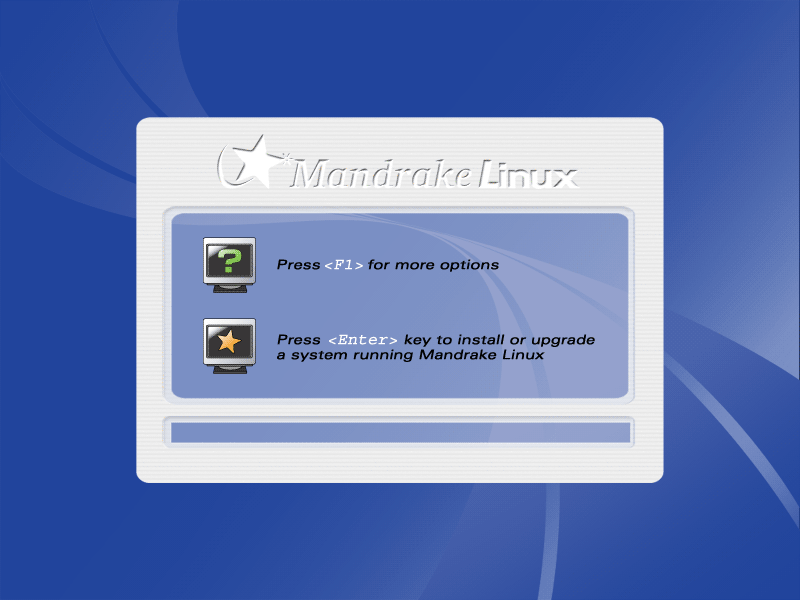 Mandrake Linux
?
Press <F1> for more options
Press <Enter> key to install or upgrade
a system running Mandrake Linux